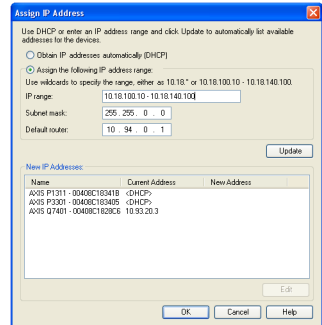 Assign IP Address
Use DHCP or enter an IP address range and click Update to automatically list available
addresses for the devices.
Obtain IP addresses automatically (DHCP)
Assign the following IP address range:
Use wildcards to specify the range, either as 10.18.* or 10.18.100.10 - 10.18.140.100.
IP range: 10.18.100.10 - 10.18.140.100
Subnet mask: 255 . 255 . 0 . 0
Default router: 10 . 94 . 0 . 1
Update
New IP Addresses:
Name Current Address New Address
AXIS P1311 - 00408C18341B <DHCP>
AXIS P3301 - 00408C183405 <DHCP>
AXIS Q7401 - 00408C1828C6 10.93.20.3
Edit
OK Cancel Help